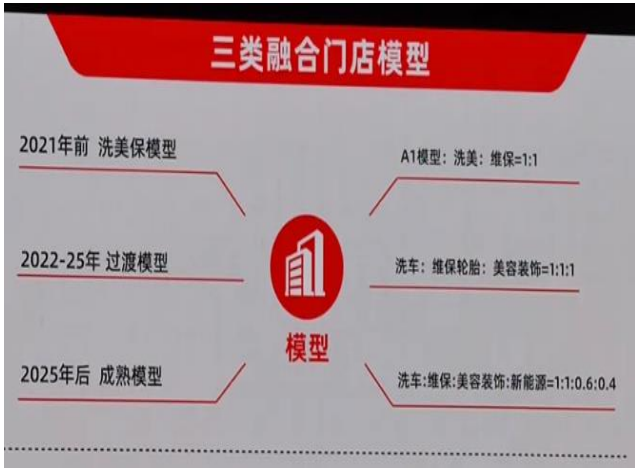 三类融合门店模型
2021年前 洗美保模型
A1模型：洗美：维保=1:1
2022-25年 过渡模型
洗车：维保轮胎：美容装饰=1:1:1
模型
2025年后 成熟模型
洗车:维保:美容装饰:新能源=1:1:0.6:0.4